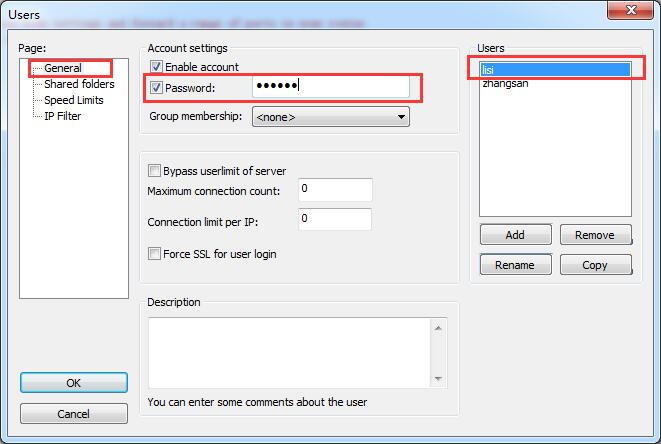 Users
Page:
General
Shared folders
Speed Limits
IP Filter
OK
Cancel
Account settings
Enable account
Password: ••••••
Group membership: <none>
Bypass userlimit of server
Maximum connection count: 0
Connection limit per IP: 0
Force SSL for user login
Description
You can enter some comments about the user
Users
lisi
zhangsan
Add Remove
Rename Copy